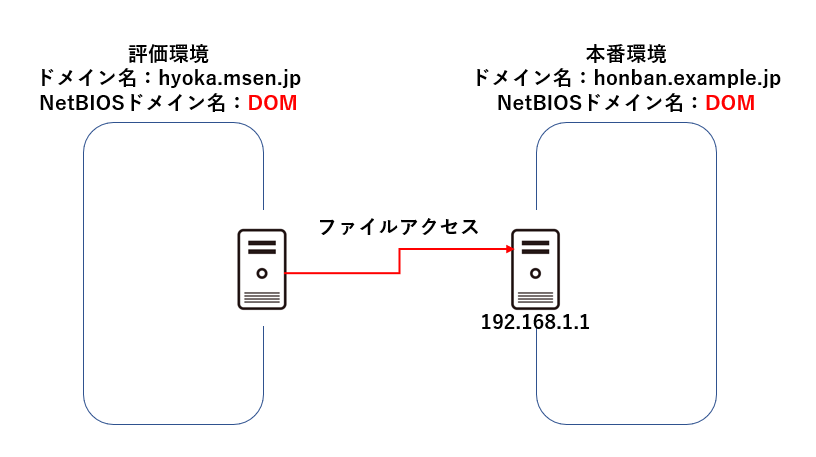 評価環境
ドメイン名：hyoka.msen.jp
NetBIOSドメイン名：DOM
本番環境
ドメイン名：honban.example.jp
NetBIOSドメイン名：DOM
ファイルアクセス
192.168.1.1